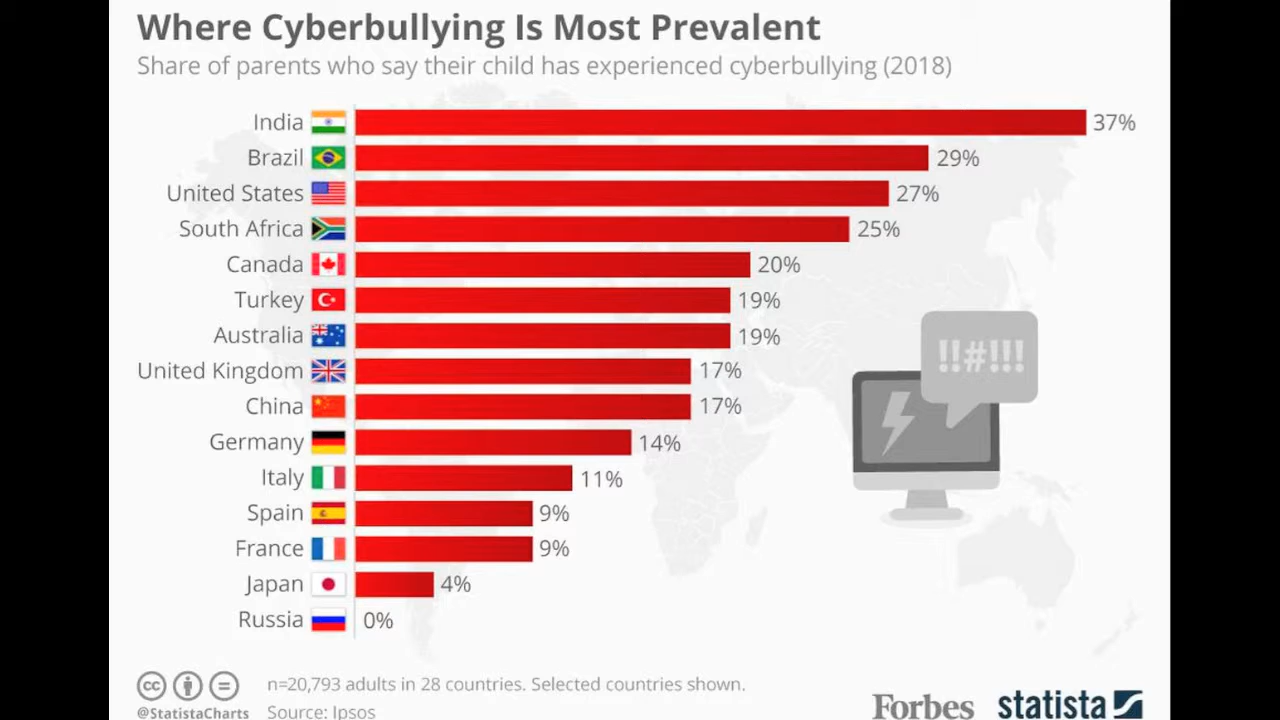 Where Cyberbullying Is Most Prevalent
Share of parents who say their child has experienced cyberbullying (2018)
India 37%
Brazil 29%
United States 27%
South Africa 25%
Canada 20%
Turkey 19%
Australia 19%
United Kingdom 17%
China 17%
Germany 14%
Italy 11%
Spain 9%
France 9%
Japan 4%
Russia 0%
!!#!!!
cc
@StatistaCharts
n=20,793 adults in 28 countries. Selected countries shown.
Source: Ipsos
Forbes statista